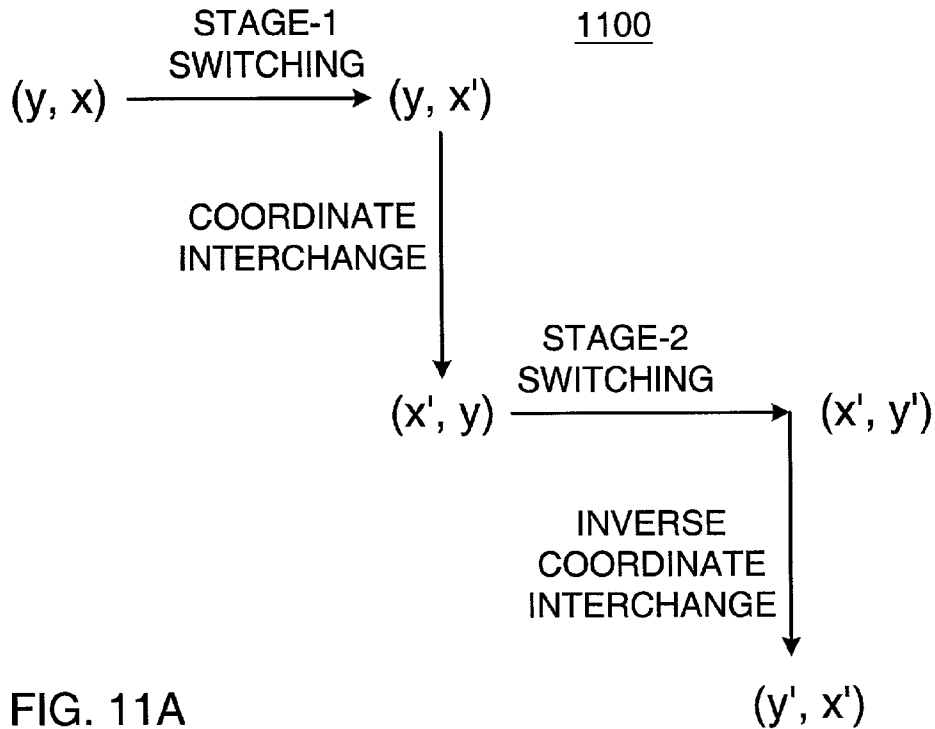 STAGE-1
SWITCHING
1100
(y, x)
(y, x')
COORDINATE
INTERCHANGE
STAGE-2
SWITCHING
(x', y)
(x', y')
INVERSE
COORDINATE
INTERCHANGE
(y', x')
FIG. 11A